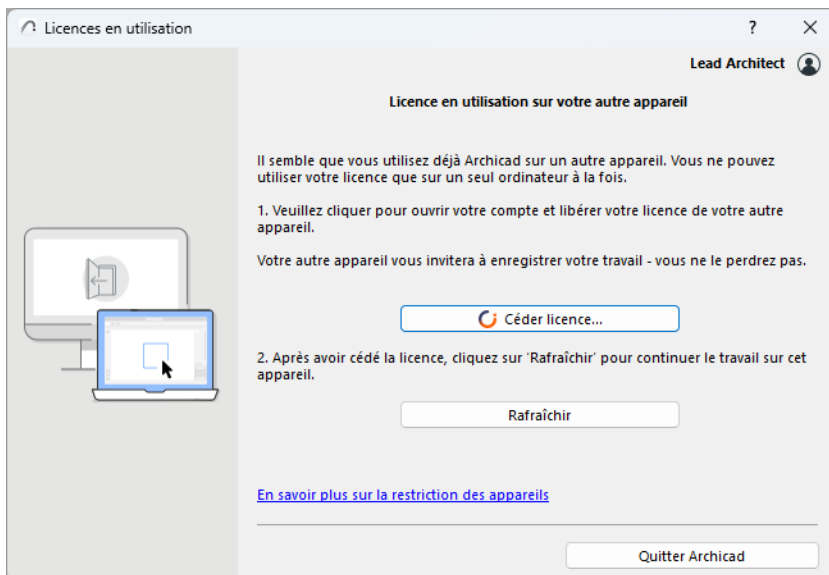 Licences en utilisation
?
Lead Architect
Licence en utilisation sur votre autre appareil
Il semble que vous utilisez déjà Archicad sur un autre appareil. Vous ne pouvez
utiliser votre licence que sur un seul ordinateur à la fois.
1. Veuillez cliquer pour ouvrir votre compte et libérer votre licence de votre autre
appareil.
Votre autre appareil vous invitera à enregistrer votre travail - vous ne le perdrez pas.
Céder licence...
2. Après avoir cédé la licence, cliquez sur 'Rafraîchir' pour continuer le travail sur cet
appareil.
Rafraîchir
En savoir plus sur la restriction des appareils
Quitter Archicad